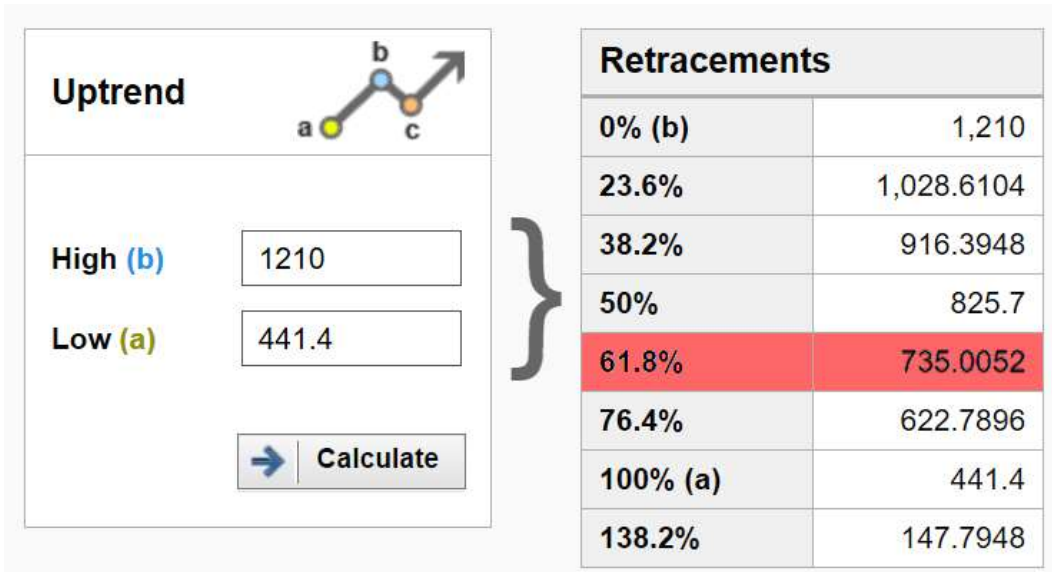 Uptrend
a
b
c
High (b)
1210
Low (a)
441.4
Calculate
Retracements
0% (b) 1,210
23.6% 1,028.6104
38.2% 916.3948
50% 825.7
61.8% 735.0052
76.4% 622.7896
100% (a) 441.4
138.2% 147.7948